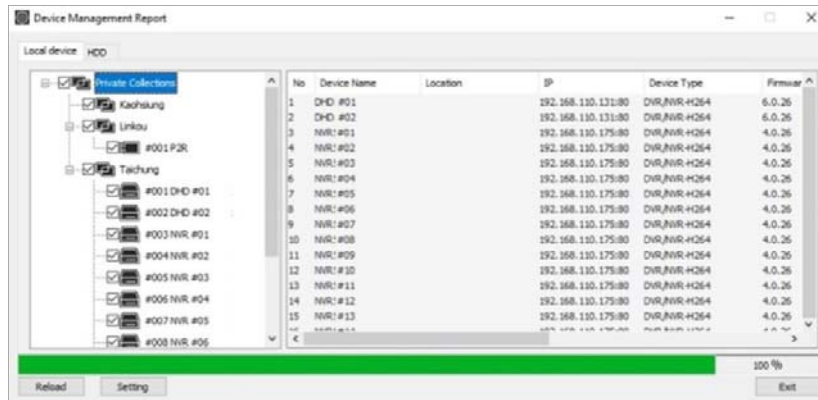 Device Management Report
Local device HDD
Private Collections
Kaohsiung
Linkou
#001 P2R
Taichung
#001 DHD #01
#002 DHD #02
#003 NVR #01
#004 NVR #02
#005 NVR #03
#006 NVR #04
#007 NVR #05
#008 NVR #06
No Device Name Location IP Device Type Firmwar
1 DHD #01 192.168.110.131:80 DVR/NVR-H264 6.0.26
2 DHD #02 192.168.110.131:80 DVR/NVR-H264 6.0.26
3 NVR! #01 192.168.110.175:80 DVR/NVR-H264 4.0.26
4 NVR! #02 192.168.110.175:80 DVR/NVR-H264 4.0.26
5 NVR! #03 192.168.110.175:80 DVR/NVR-H264 4.0.26
6 NVR! #04 192.168.110.175:80 DVR/NVR-H264 4.0.26
7 NVR! #05 192.168.110.175:80 DVR/NVR-H264 4.0.26
8 NVR! #06 192.168.110.175:80 DVR/NVR-H264 4.0.26
9 NVR! #07 192.168.110.175:80 DVR/NVR-H264 4.0.26
10 NVR! #08 192.168.110.175:80 DVR/NVR-H264 4.0.26
11 NVR! #09 192.168.110.175:80 DVR/NVR-H264 4.0.26
12 NVR! #10 192.168.110.175:80 DVR/NVR-H264 4.0.26
13 NVR! #11 192.168.110.175:80 DVR/NVR-H264 4.0.26
14 NVR! #12 192.168.110.175:80 DVR/NVR-H264 4.0.26
15 NVR! #13 192.168.110.175:80 DVR/NVR-H264 4.0.26
100 %
Reload Setting Exit